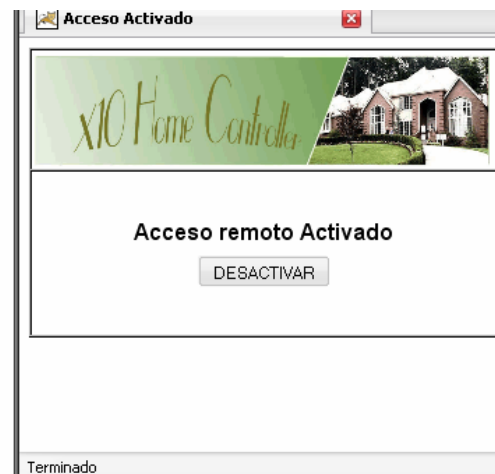 Acceso Activado
x10 Home Controller
Acceso remoto Activado
DESACTIVAR
Terminado